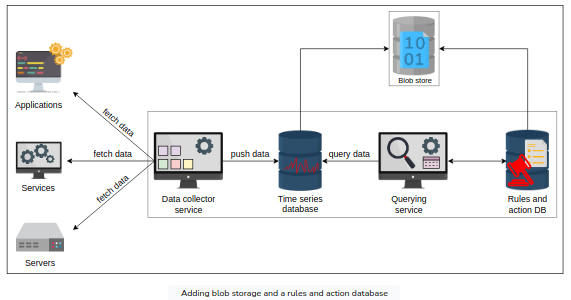 10
01
Blob store
Applications
fetch data
fetch data
push data
query data
Services
fetch data
Data collector
service
Time series
database
Querying
service
Rules and
action DB
Servers
Adding blob storage and a rules and action database